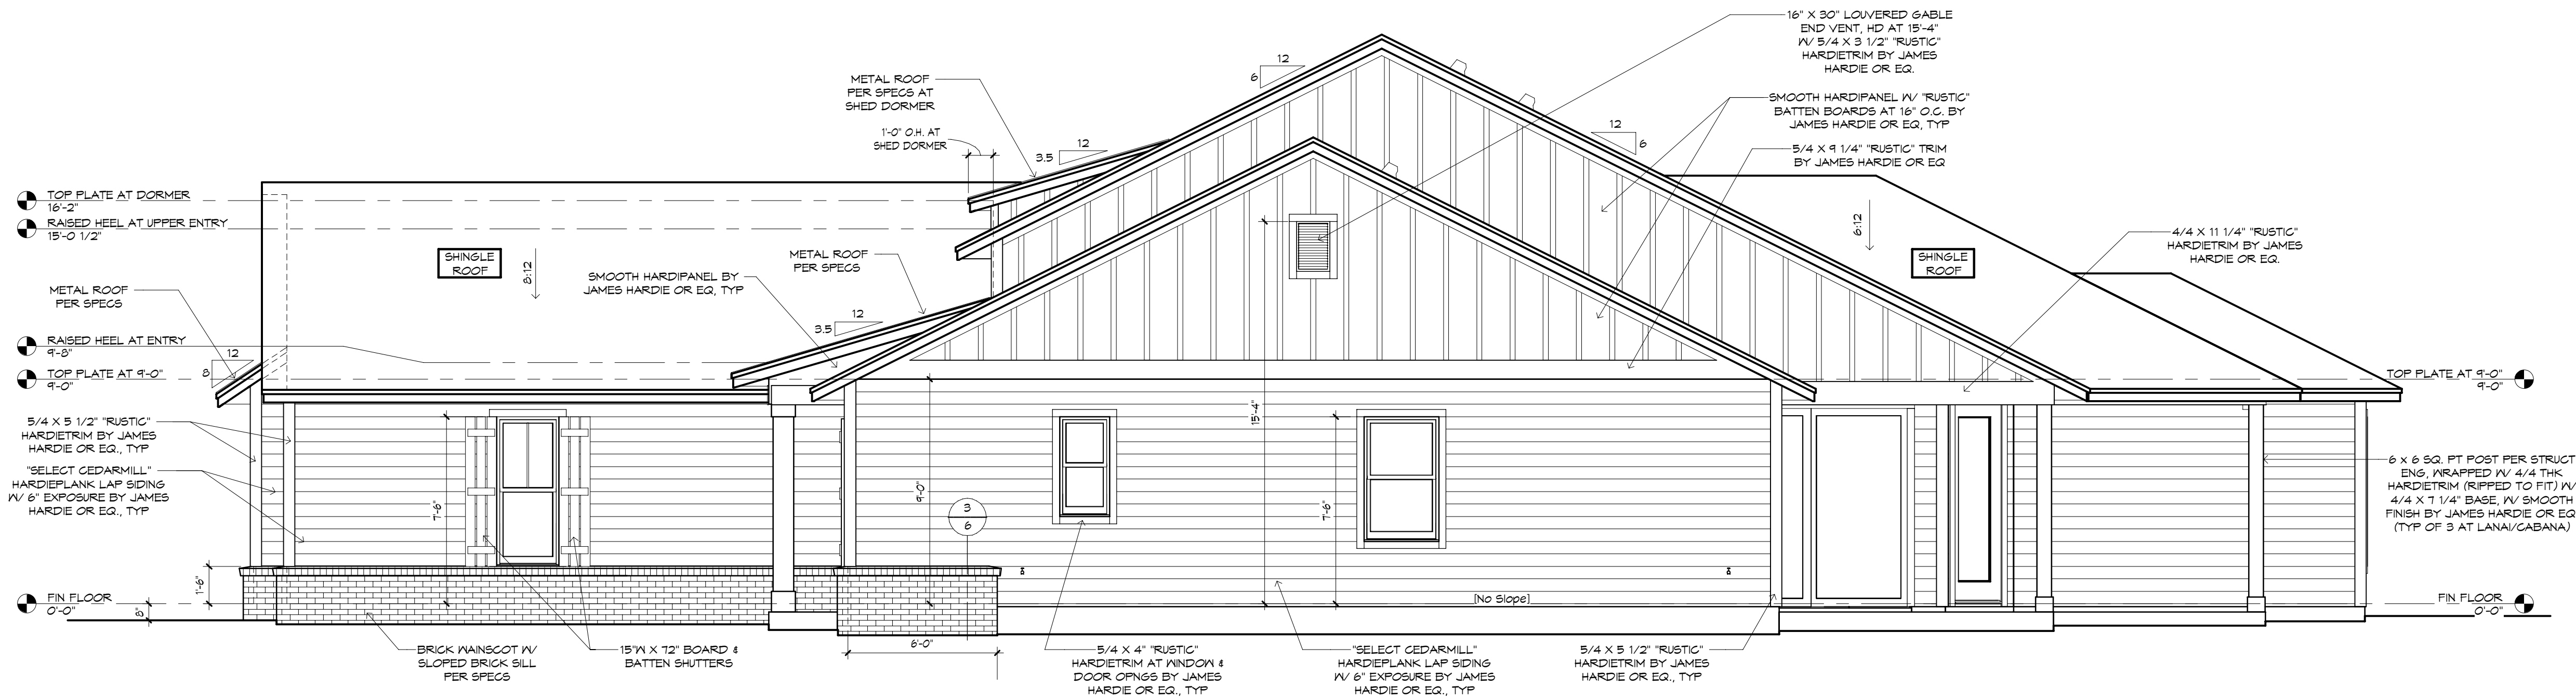 16" X 30" LOUVERED GABLE
END VENT, HD AT 15'-4"
W/ 5/4 X 3 1/2" "RUSTIC"
HARDIETRIM BY JAMES
HARDIE OR EQ.
12
6
METAL ROOF
PER SPECS AT
SHED DORMER
SMOOTH HARDIPANEL W/ "RUSTIC"
BATTEN BOARDS AT 16" O.C. BY
JAMES HARDIE OR EQ, TYP
1'-0" O.H. AT
SHED DORMER
12
3.5
12
6
5/4 X 9 1/4" "RUSTIC" TRIM
BY JAMES HARDIE OR EQ
TOP PLATE AT DORMER
16'-2"
RAISED HEEL AT UPPER ENTRY
15'-0 1/2"
6:12
4/4 X 11 1/4" "RUSTIC"
HARDIETRIM BY JAMES
HARDIE OR EQ.
SHINGLE
ROOF
8:12
METAL ROOF
PER SPECS
SHINGLE
ROOF
SMOOTH HARDIPANEL BY
JAMES HARDIE OR EQ, TYP
METAL ROOF
PER SPECS
12
3.5
RAISED HEEL AT ENTRY
9'-8"
12
8
TOP PLATE AT 9'-0"
9'-0"
TOP PLATE AT 9'-0"
9'-0"
5/4 X 5 1/2" "RUSTIC"
HARDIETRIM BY JAMES
HARDIE OR EQ., TYP
15'-4"
"SELECT CEDARMILL"
HARDIEPLANK LAP SIDING
W/ 6" EXPOSURE BY JAMES
HARDIE OR EQ., TYP
7'-6"
9'-0"
3
6
7'-6"
6 x 6 SQ. PT POST PER STRUCT
ENG, WRAPPED W/ 4/4 THK
HARDIETRIM (RIPPED TO FIT) W/
4/4 X 7 1/4" BASE, W/ SMOOTH
FINISH BY JAMES HARDIE OR EQ
(TYP OF 3 AT LANAI/CABANA)
1'-6"
FIN FLOOR
0'-0"
8"
[No Slope]
FIN FLOOR
0'-0"
6'-0"
BRICK WAINSCOT W/
SLOPED BRICK SILL
PER SPECS
15"W X 72" BOARD &
BATTEN SHUTTERS
5/4 X 4" "RUSTIC"
HARDIETRIM AT WINDOW &
DOOR OPNGS BY JAMES
HARDIE OR EQ., TYP
"SELECT CEDARMILL"
HARDIEPLANK LAP SIDING
W/ 6" EXPOSURE BY JAMES
HARDIE OR EQ., TYP
5/4 X 5 1/2" "RUSTIC"
HARDIETRIM BY JAMES
HARDIE OR EQ., TYP